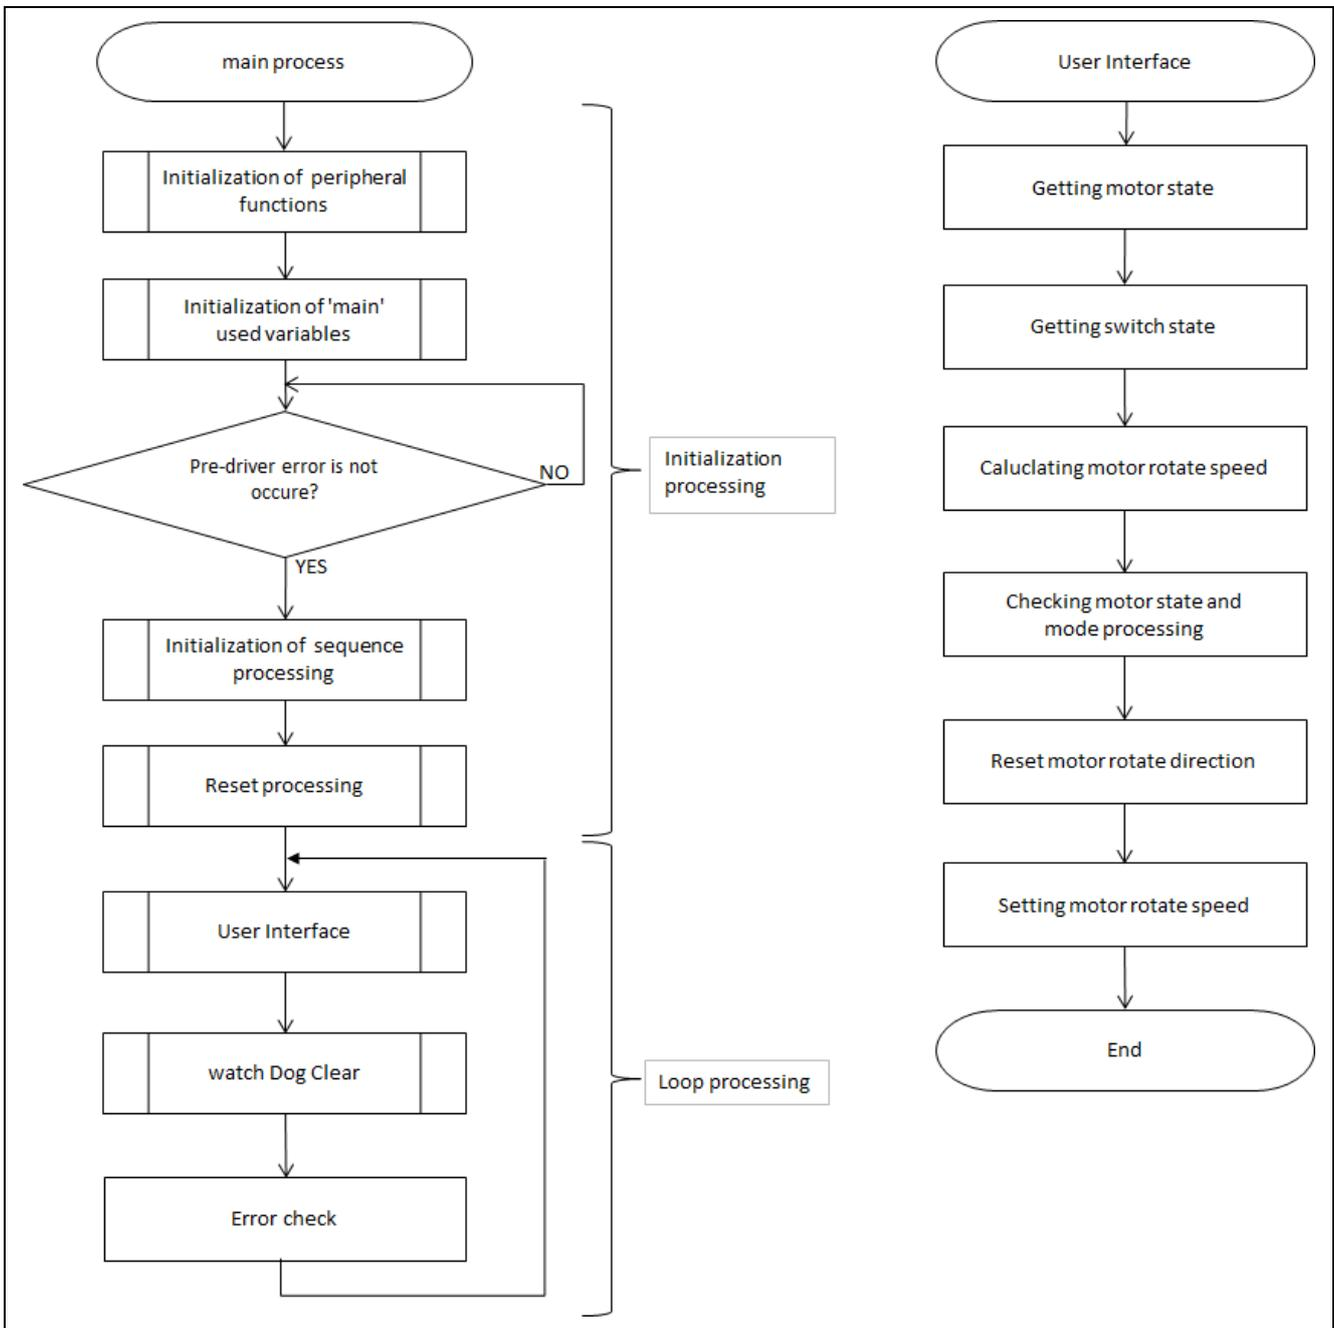 main process
Initialization of peripheral
functions
Initialization of 'main'
used variables
Pre-driver error is not
occure?
NO
YES
Initialization of sequence
processing
Reset processing
Initialization
processing
User Interface
watch Dog Clear
Error check
Loop processing
User Interface
Getting motor state
Getting switch state
Caluclating motor rotate speed
Checking motor state and
mode processing
Reset motor rotate direction
Setting motor rotate speed
End